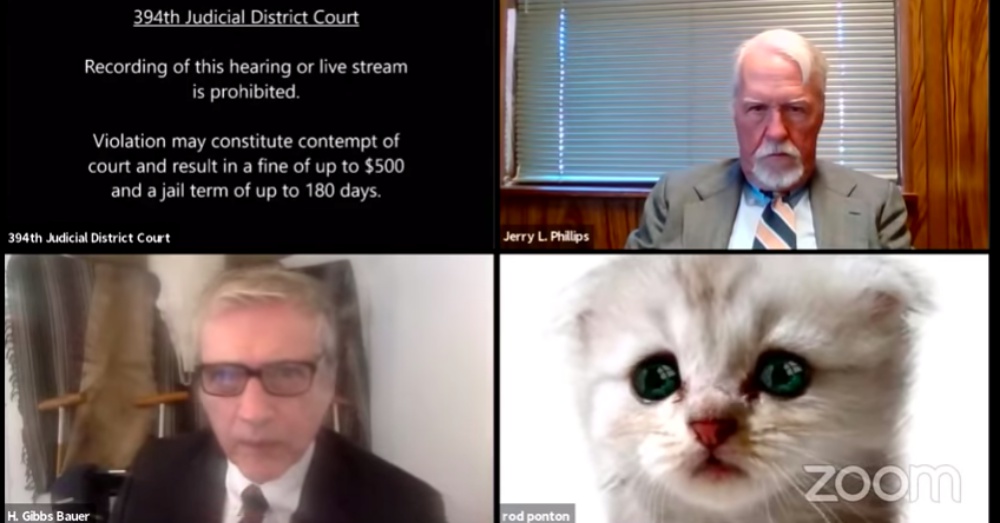 394th Judicial District Court
Recording of this hearing or live stream
is prohibited.
Violation may constitute contempt of
court and result in a fine of up to $500
and a jail term of up to 180 days.
394th Judicial District Court
Jerry L. Phillips
H. Gibbs Bauer
rod ponton
zoom